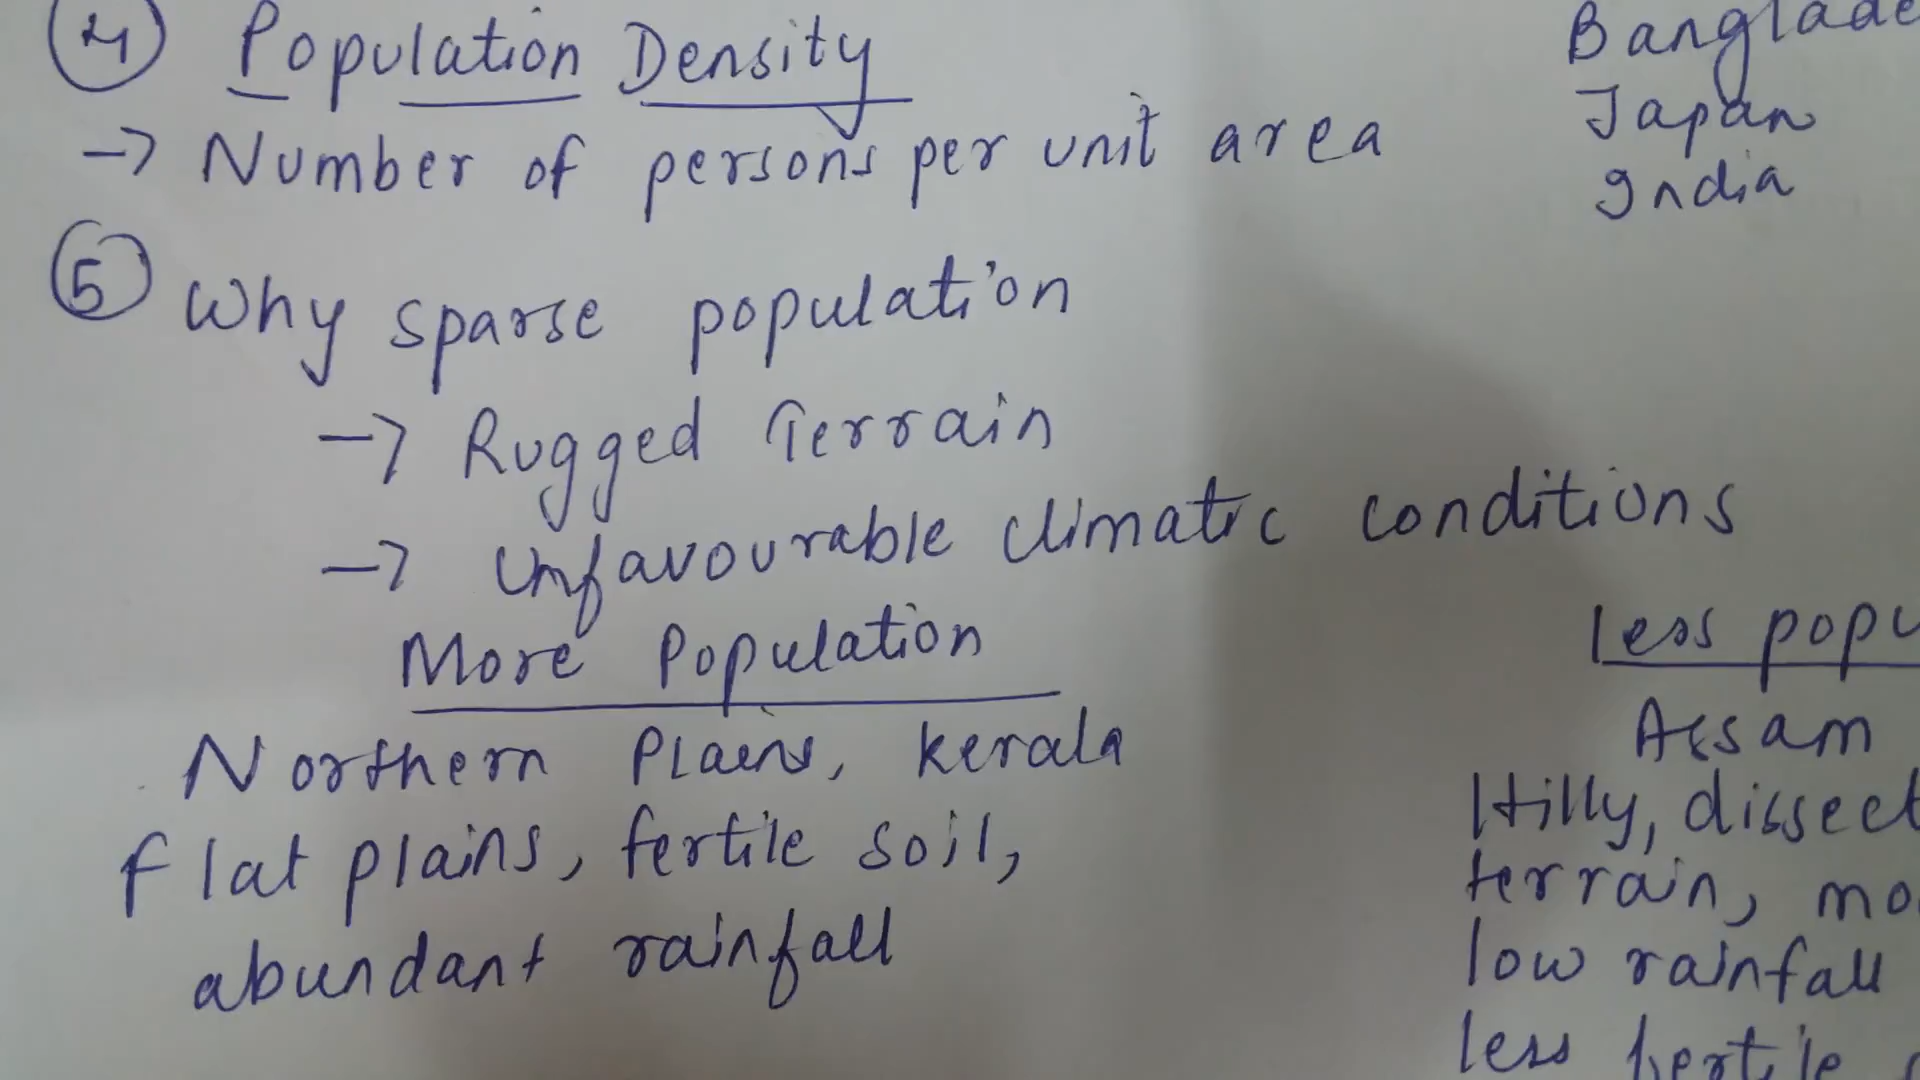 4 Population Density
→ Number of persons per unit area
Banglade
Japan
India
5 Why sparse population
→ Rugged Terrain
→ Unfavourable climatic conditions
More Population
Northern Plains, Kerala
flat plains, fertile soil,
abundant rainfall
less popu
Assam
Hilly, dissect
terrain, mo
low rainfall
less fertile